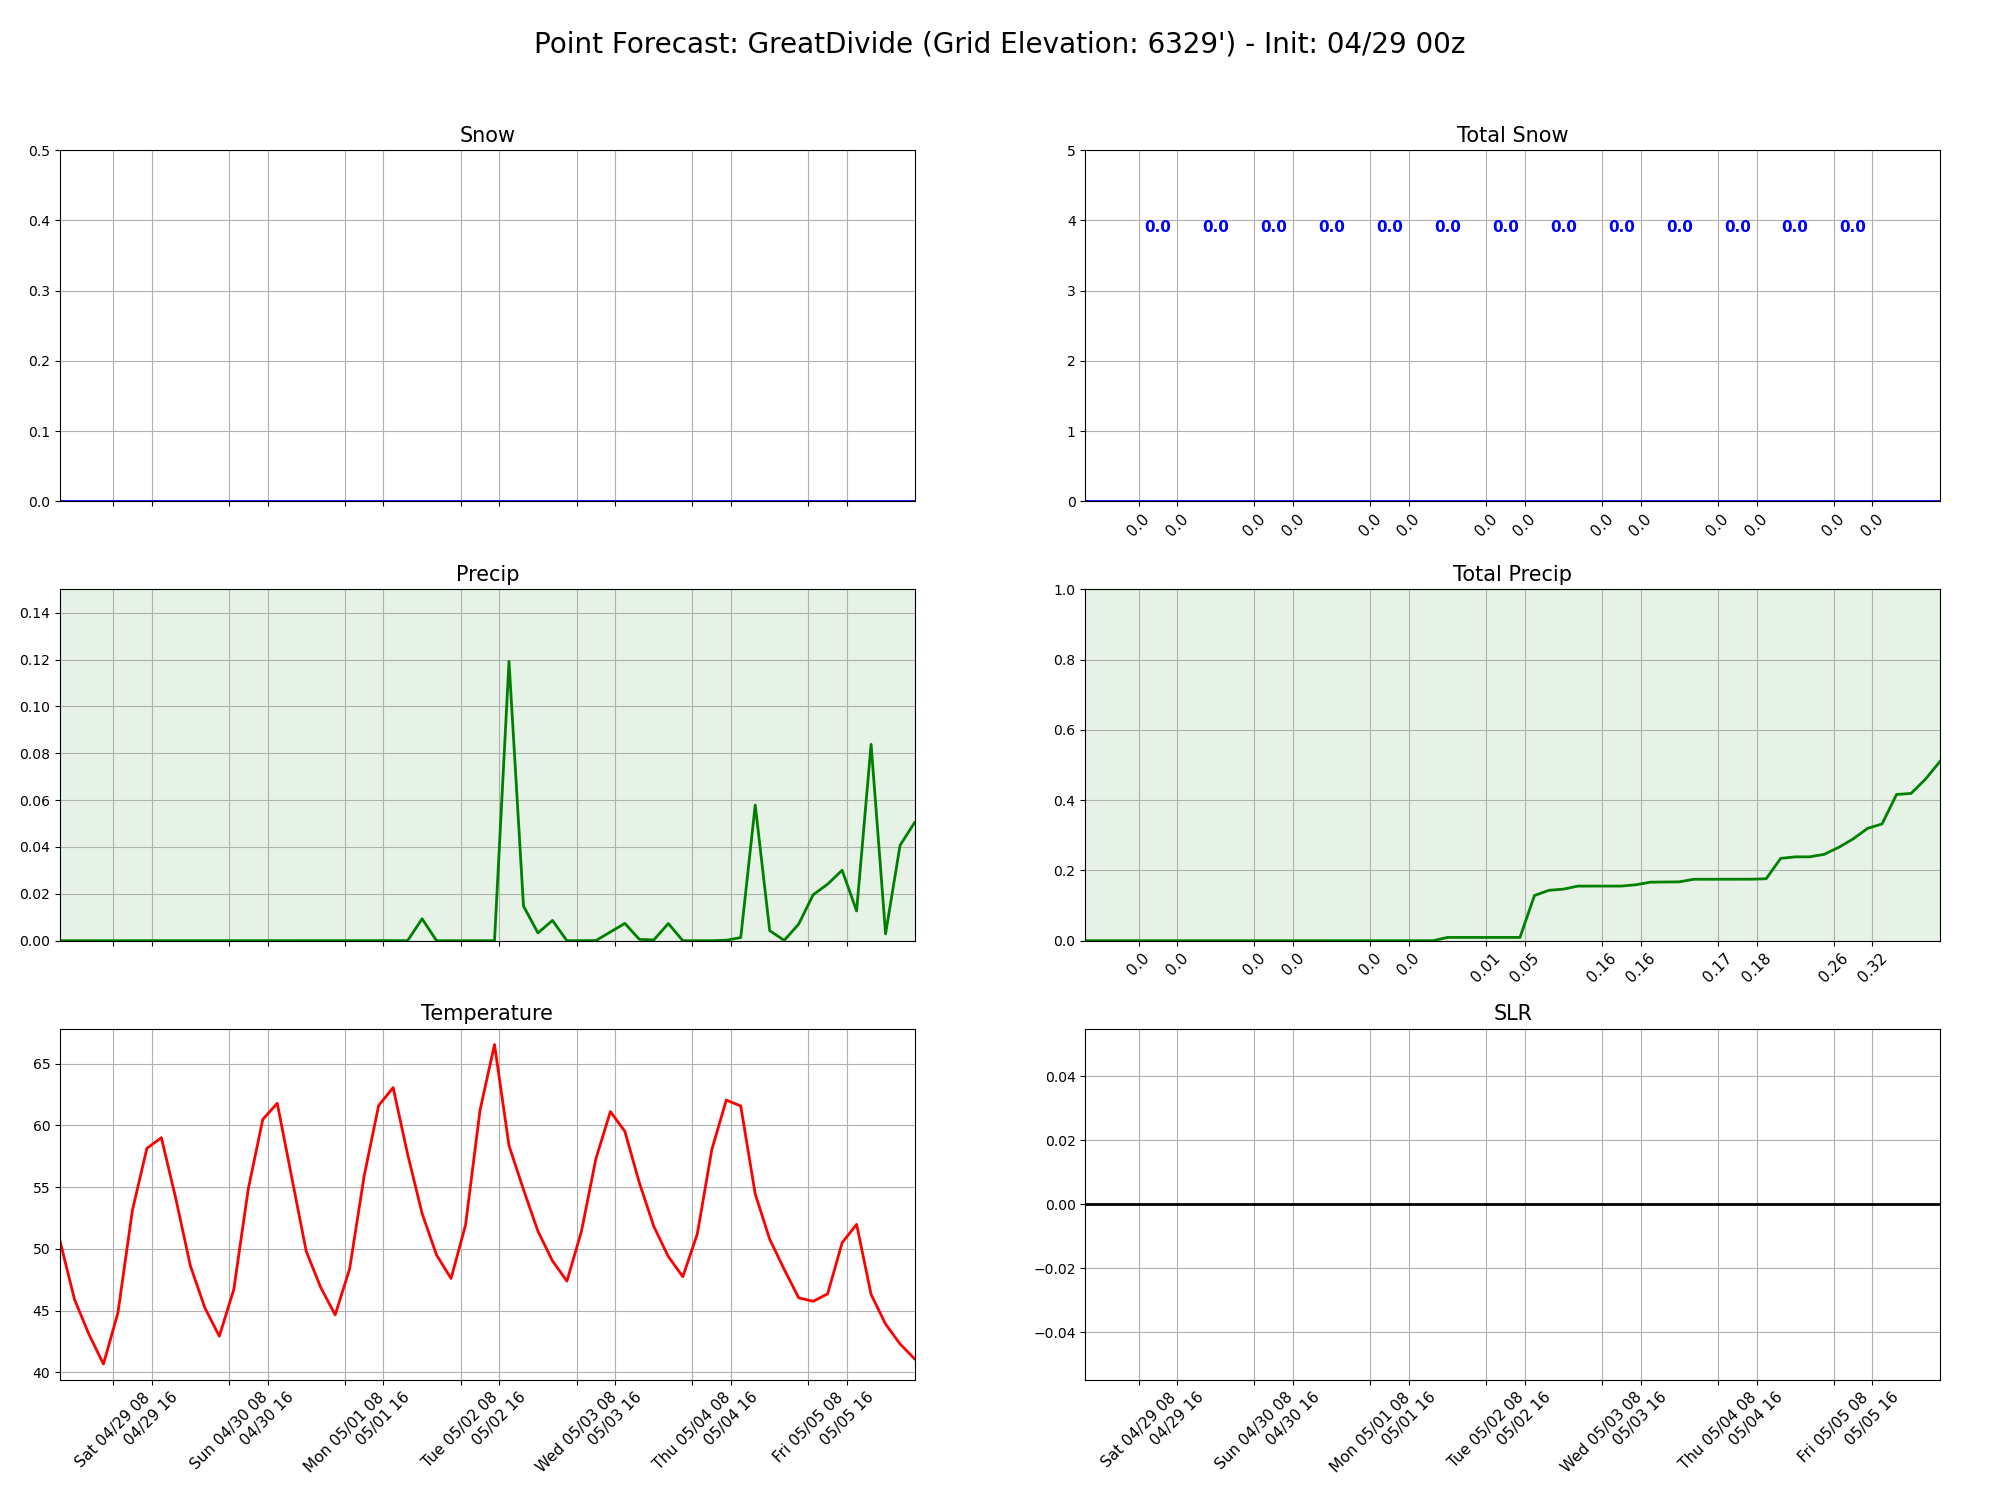 Point Forecast: GreatDivide (Grid Elevation: 6329') - Init: 04/29 00z
Snow
0.5
0.4
0.3
0.2
0.1
0.0
Total Snow
5
4
3
2
1
0
0.0 0.0 0.0 0.0 0.0 0.0 0.0 0.0 0.0 0.0 0.0 0.0 0.0
0.0 0.0 0.0 0.0 0.0 0.0 0.0 0.0 0.0 0.0 0.0 0.0 0.0 0.0
Precip
0.14
0.12
0.10
0.08
0.06
0.04
0.02
0.00
Total Precip
1.0
0.8
0.6
0.4
0.2
0.0
0.0 0.0 0.0 0.0 0.0 0.0 0.01 0.05 0.16 0.16 0.17 0.18 0.26 0.32
Temperature
65
60
55
50
45
40
Sat 04/29 08
04/29 16
Sun 04/30 08
04/30 16
Mon 05/01 08
05/01 16
Tue 05/02 08
05/02 16
Wed 05/03 08
05/03 16
Thu 05/04 08
05/04 16
Fri 05/05 08
05/05 16
SLR
0.04
0.02
0.00
−0.02
−0.04
Sat 04/29 08
04/29 16
Sun 04/30 08
04/30 16
Mon 05/01 08
05/01 16
Tue 05/02 08
05/02 16
Wed 05/03 08
05/03 16
Thu 05/04 08
05/04 16
Fri 05/05 08
05/05 16